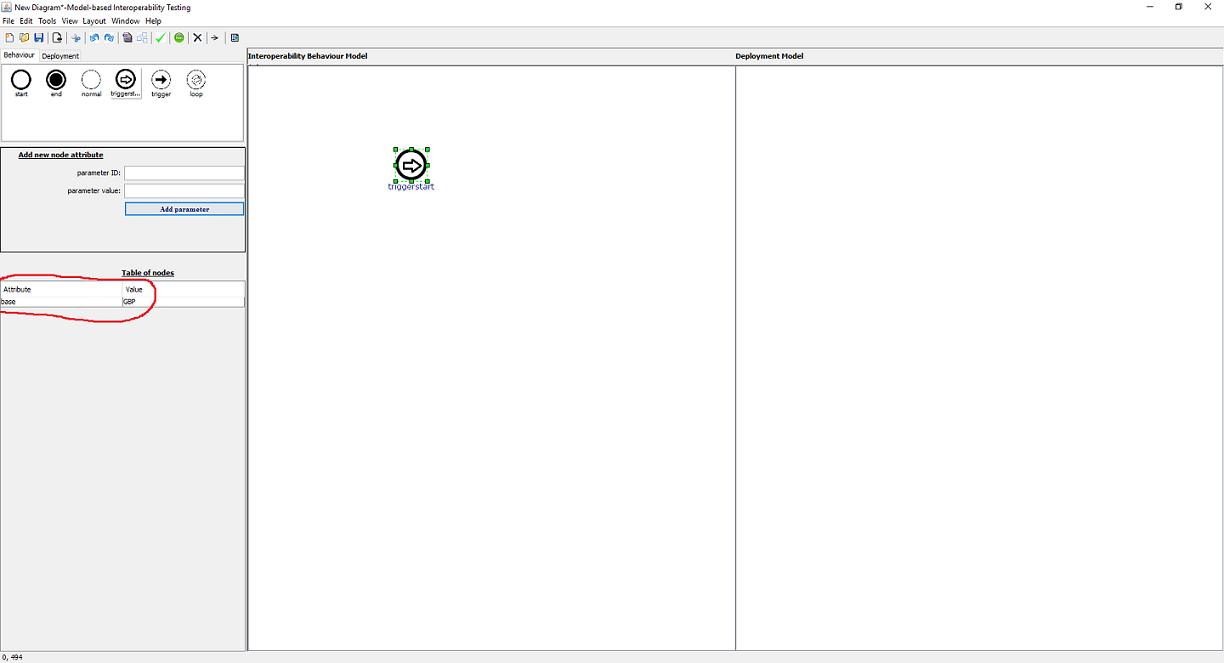 New Diagram*-Model-based Interoperability Testing
File Edit Tools View Layout Window Help
Behaviour Deployment
start end normal triggerst... trigger loop
Interoperability Behaviour Model
Deployment Model
Add new node attribute
parameter ID:
parameter value:
Add parameter
triggerstart
Table of nodes
Attribute Value
base GBP
0, 494